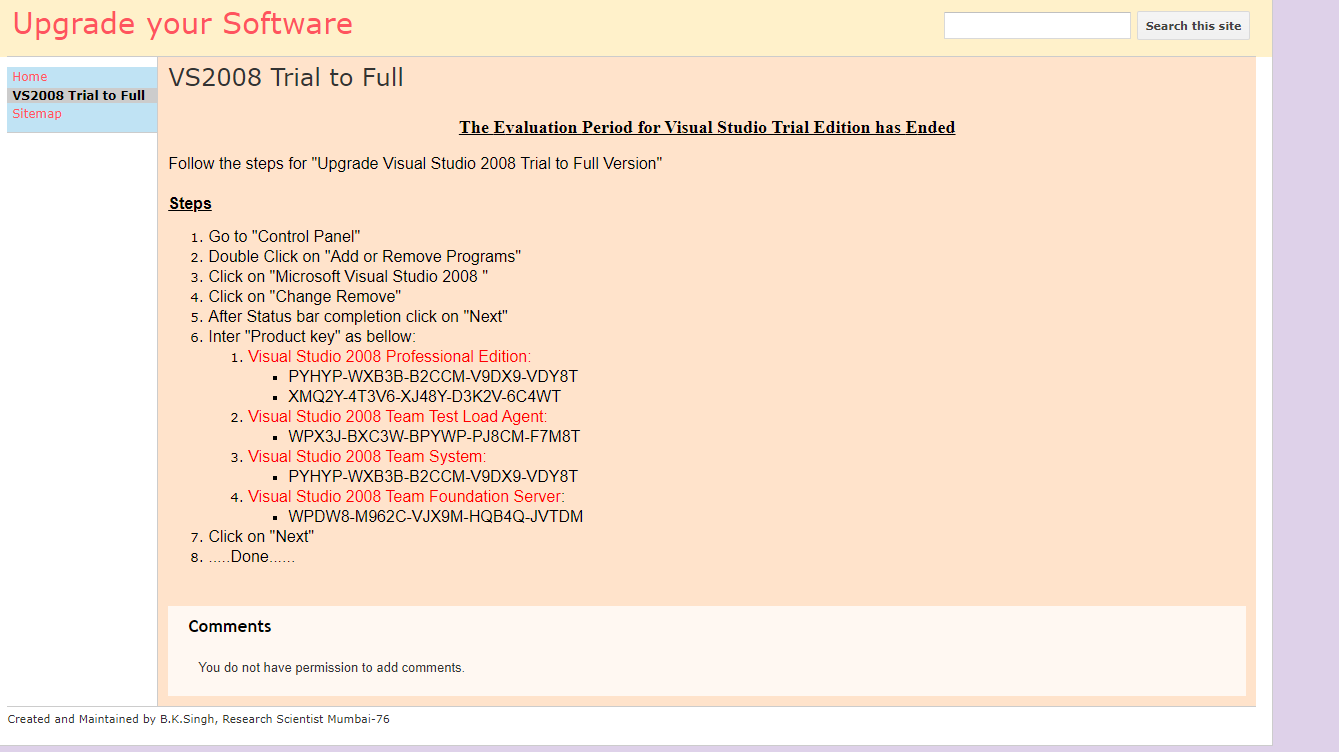 Upgrade your Software
Search this site
Home
VS2008 Trial to Full
Sitemap
VS2008 Trial to Full
The Evaluation Period for Visual Studio Trial Edition has Ended
Follow the steps for "Upgrade Visual Studio 2008 Trial to Full Version"
Steps
1. Go to "Control Panel"
2. Double Click on "Add or Remove Programs"
3. Click on "Microsoft Visual Studio 2008 "
4. Click on "Change Remove"
5. After Status bar completion click on "Next"
6. Inter "Product key" as bellow:
1. Visual Studio 2008 Professional Edition:
▪ PYHYP-WXB3B-B2CCM-V9DX9-VDY8T
▪ XMQ2Y-4T3V6-XJ48Y-D3K2V-6C4WT
2. Visual Studio 2008 Team Test Load Agent:
▪ WPX3J-BXC3W-BPYWP-PJ8CM-F7M8T
3. Visual Studio 2008 Team System:
▪ PYHYP-WXB3B-B2CCM-V9DX9-VDY8T
4. Visual Studio 2008 Team Foundation Server:
▪ WPDW8-M962C-VJX9M-HQB4Q-JVTDM
7. Click on "Next"
8. .....Done......
Comments
You do not have permission to add comments.
Created and Maintained by B.K.Singh, Research Scientist Mumbai-76